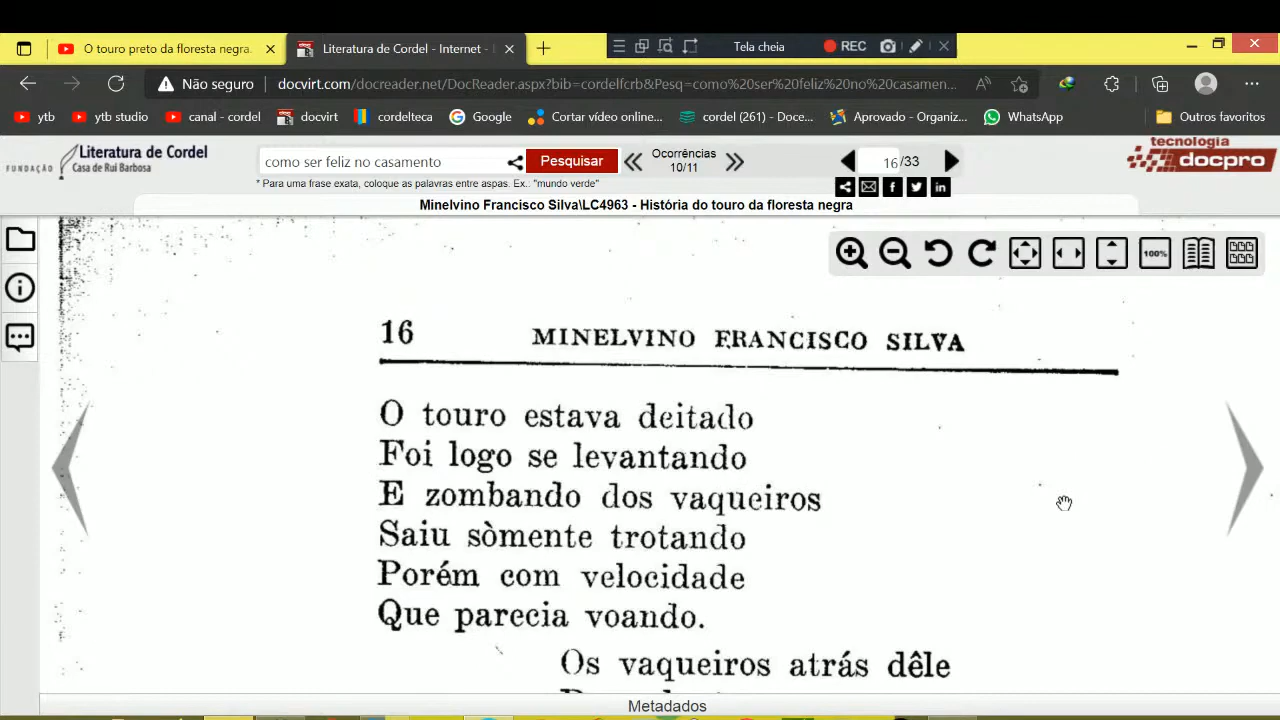 O touro preto da floresta negra.
Literatura de Cordel - Internet -
Tela cheia
REC
Não seguro
docvirt.com/docreader.net/DocReader.aspx?bib=cordelfcrb&Pesq=como%20ser%20feliz%20no%20casamen...
ytb
ytb studio
canal - cordel
docvirt
cordelteca
Google
Cortar vídeo online...
cordel (261) - Doce...
Aprovado - Organiz...
WhatsApp
Outros favoritos
FUNDAÇÃO
Literatura de Cordel
Casa de Rui Barbosa
como ser feliz no casamento
Pesquisar
Ocorrências
10/11
16 /33
tecnologia
docpro
* Para uma frase exata, coloque as palavras entre aspas. Ex.: "mundo verde"
Minelvino Francisco Silva\LC4963 - História do touro da floresta negra
100%
16 MINELVINO FRANCISCO SILVA
O touro estava deitado
Foi logo se levantando
E zombando dos vaqueiros
Saiu sòmente trotando
Porém com velocidade
Que parecia voando.
Os vaqueiros atrás dêle
Metadados